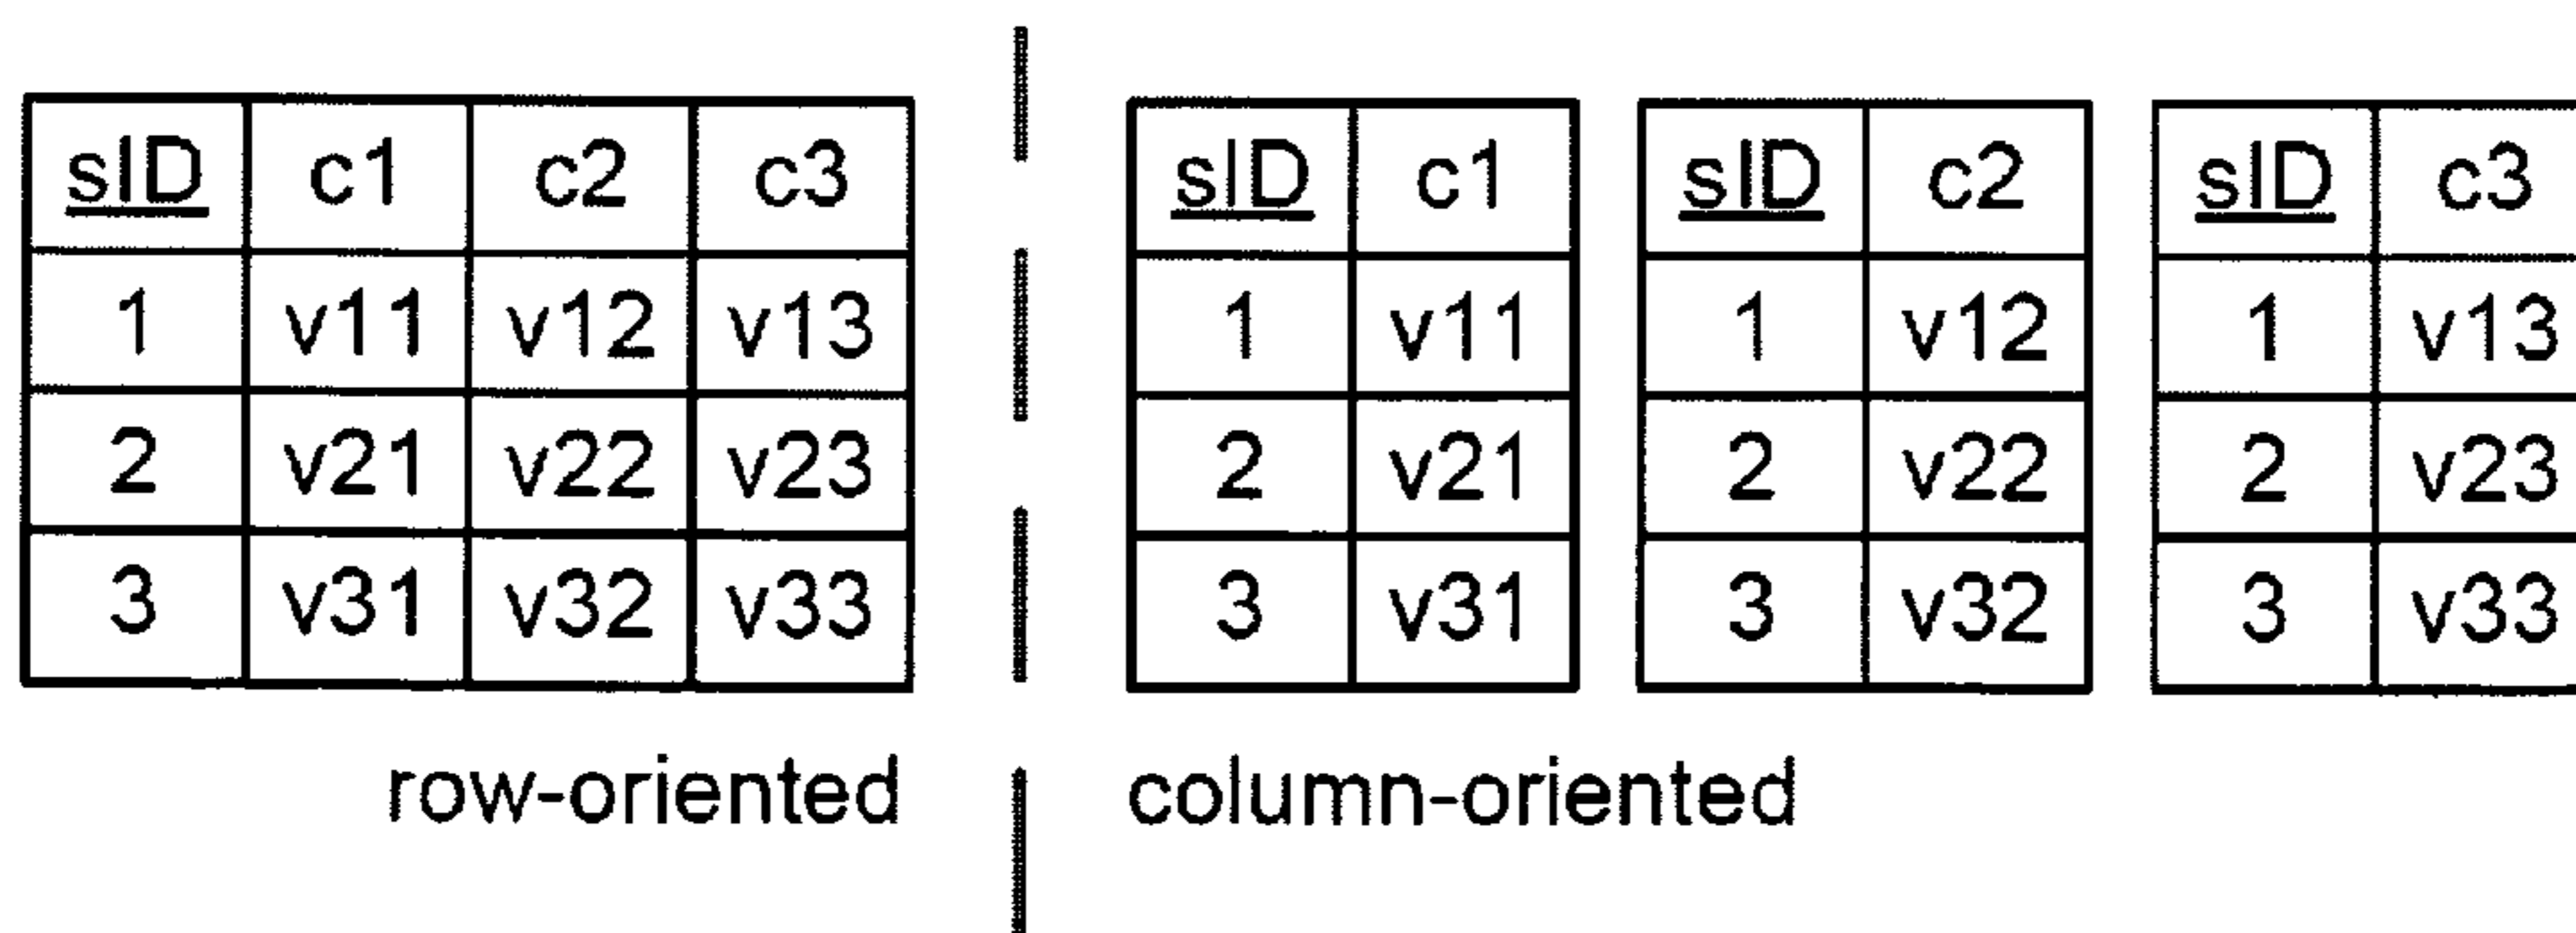 sID c1 c2 c3
1 v11 v12 v13
2 v21 v22 v23
3 v31 v32 v33
row-oriented
sID c1
1 v11
2 v21
3 v31
sID c2
1 v12
2 v22
3 v32
sID c3
1 v13
2 v23
3 v33
column-oriented